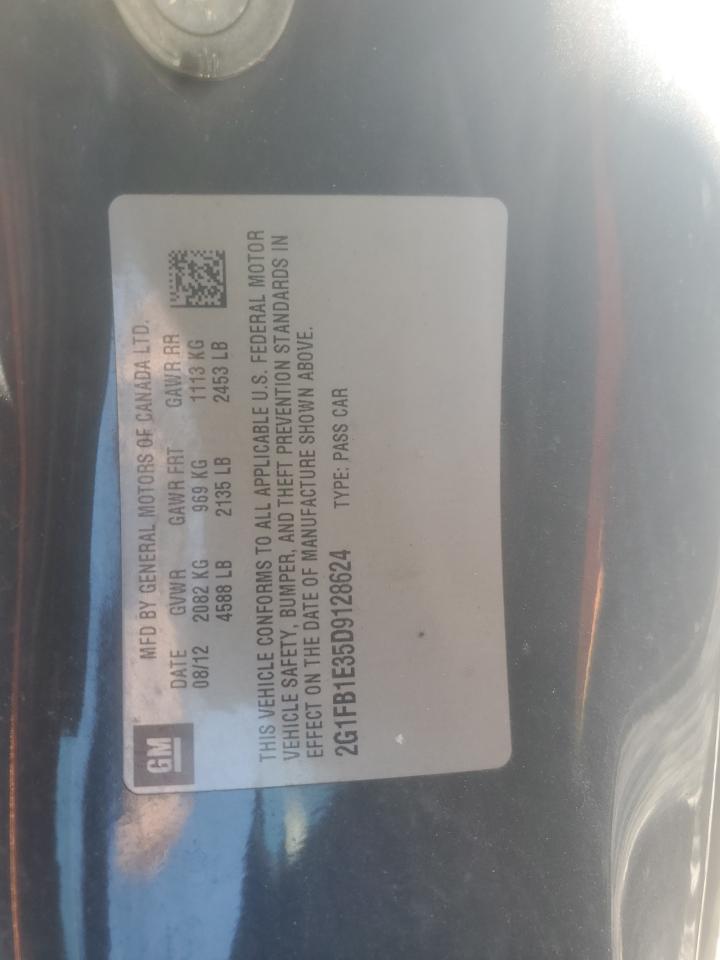 GM
MFD BY GENERAL MOTORS OF CANADA LTD.
DATE GVWR GAWR FRT GAWR RR
08/12 2082 KG 969 KG 1113 KG
4588 LB 2135 LB 2453 LB
THIS VEHICLE CONFORMS TO ALL APPLICABLE U.S. FEDERAL MOTOR
VEHICLE SAFETY, BUMPER, AND THEFT PREVENTION STANDARDS IN
EFFECT ON THE DATE OF MANUFACTURE SHOWN ABOVE.
2G1FB1E35D9128624 TYPE: PASS CAR